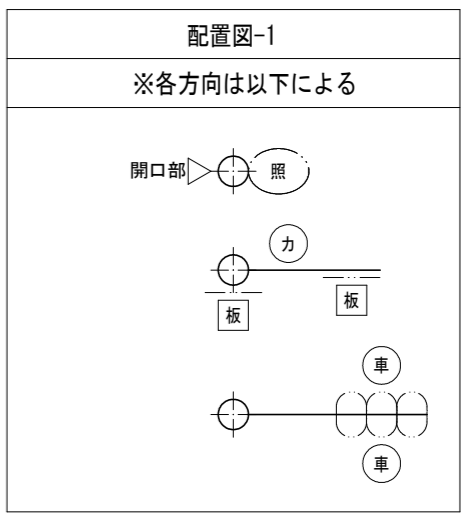 配置図-1
※各方向は以下による
開口部 照
カ
板 板
車
車